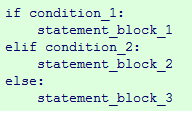 if condition_1:
    statement_block_1
elif condition_2:
    statement_block_2
else:
    statement_block_3